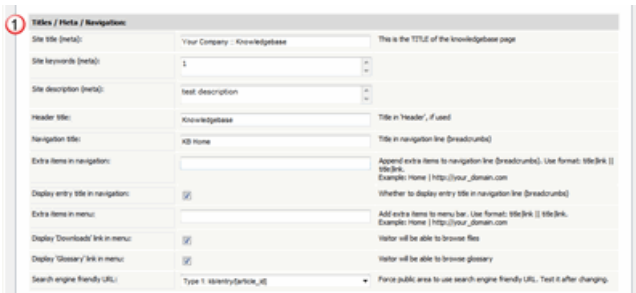 1
Titles / Meta / Navigation:
Site title (meta): Your Company :: Knowledgebase This is the TITLE of the knowledgebase page
Site keywords (meta): 1
Site description (meta): test description
Header title: Knowledgebase Title in 'Header', if used
Navigation title: KB Home Title in navigation line (breadcrumbs)
Extra items in navigation: Append extra items to navigation line (breadcrumbs). Use format: title|link ||
title|link.
Example: Home | http://your_domain.com
Display entry title in navigation: Whether to display entry title in navigation line (breadcrumbs)
Extra items in menu: Add extra items to menu bar. Use format: title|link || title|link.
Example: Home | http://your_domain.com
Display 'Downloads' link in menu: Visitor will be able to browse files
Display 'Glossary' link in menu: Visitor will be able to browse glossary
Search engine friendly URL: Type 1: kb/entry/[article_id] Force public area to use search engine friendly URL. Test it after changing.